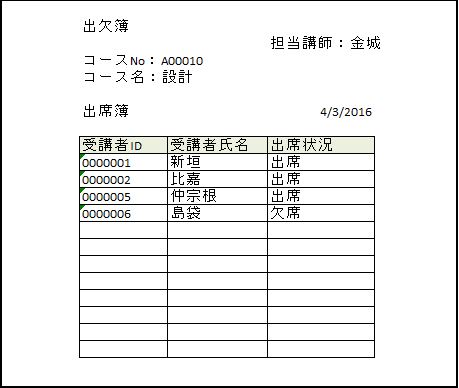 出欠簿
担当講師：金城
コースNo：A00010
コース名：設計
出席簿 4/3/2016
受講者ID 受講者氏名 出席状況
0000001 新垣 出席
0000002 比嘉 出席
0000005 仲宗根 出席
0000006 島袋 欠席